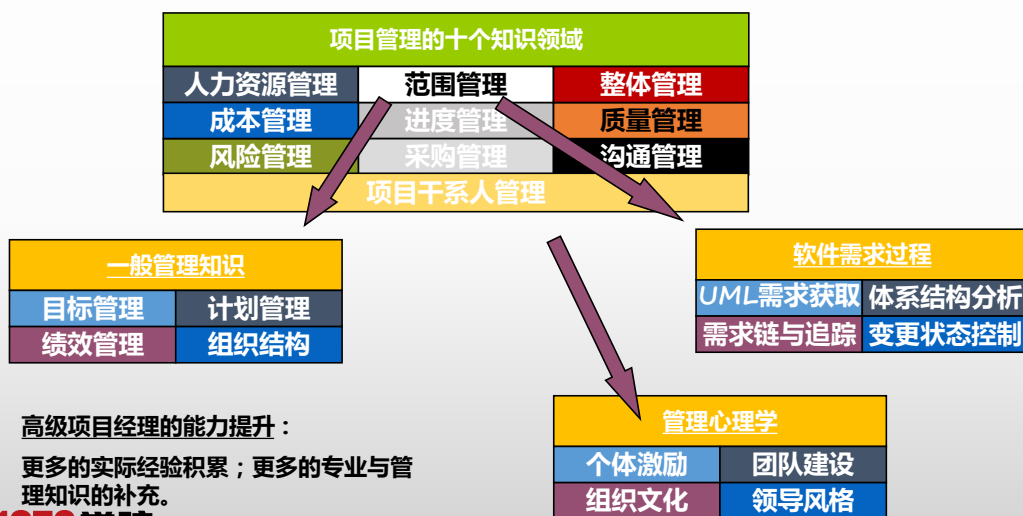 项目管理的十个知识领域
人力资源管理 范围管理 整体管理
成本管理 进度管理 质量管理
风险管理 采购管理 沟通管理
项目干系人管理
一般管理知识
目标管理 计划管理
绩效管理 组织结构
软件需求过程
UML需求获取 体系结构分析
需求链与追踪 变更状态控制
管理心理学
个体激励 团队建设
组织文化 领导风格
高级项目经理的能力提升：
更多的实际经验积累；更多的专业与管
理知识的补充。